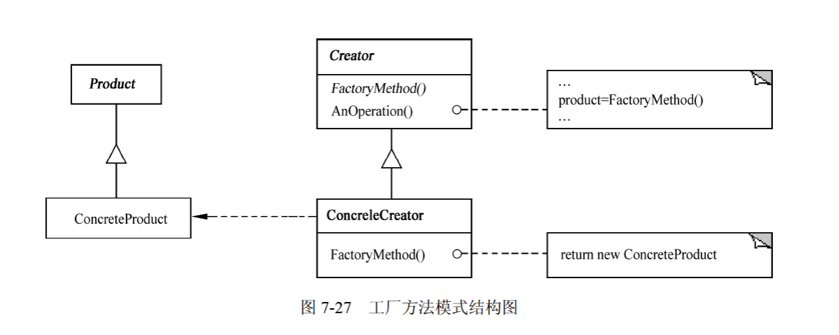 Creator
Product
FactoryMethod()
AnOperation()
…
product=FactoryMethod()
…
ConcreteProduct
ConcreleCreator
FactoryMethod()
return new ConcreteProduct
图 7-27 工厂方法模式结构图